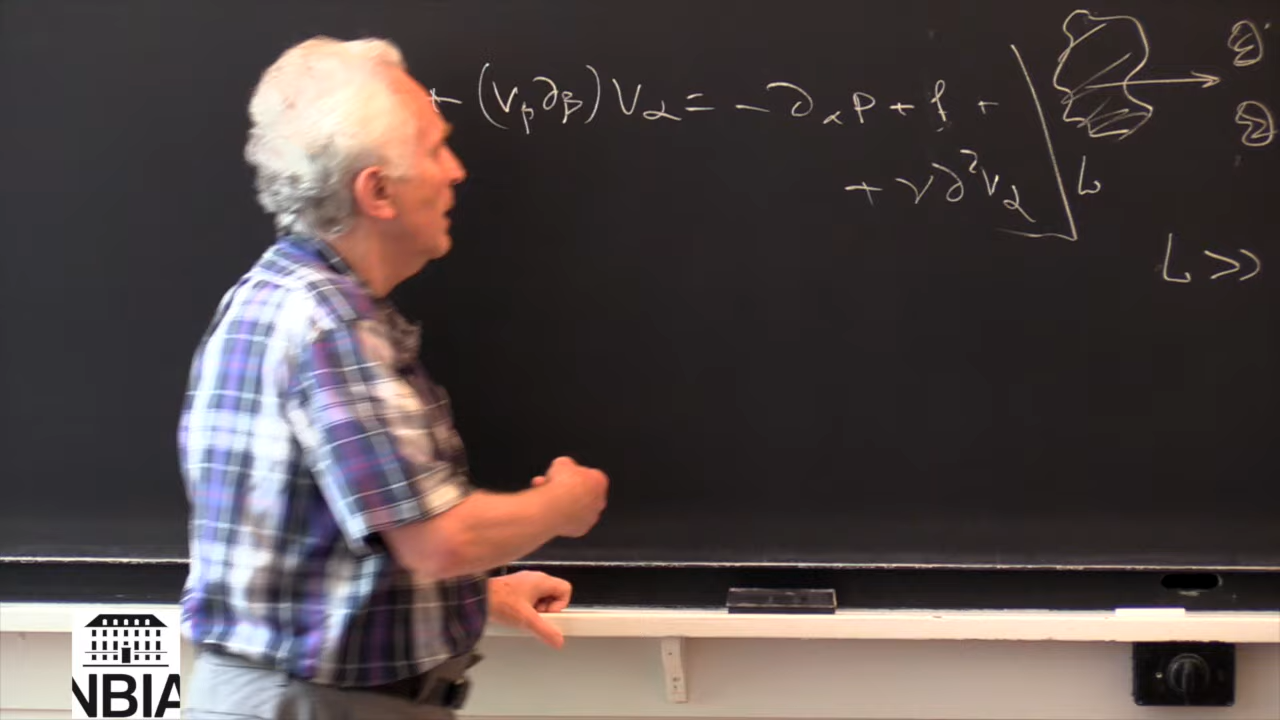 + (v_β ∂_β) v_α = - ∂_α P + f +
+ ν ∂² v_α
L
L >>
NBIA